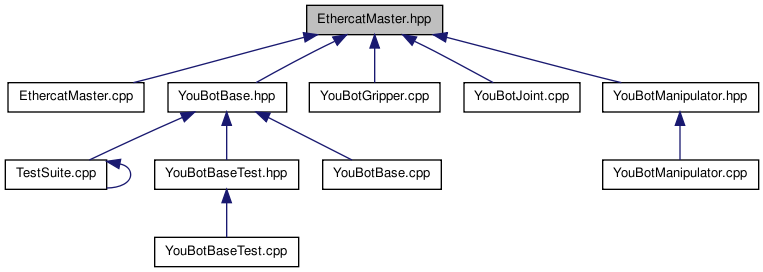 EthercatMaster.hpp
EthercatMaster.cpp
YouBotBase.hpp
YouBotGripper.cpp
YouBotJoint.cpp
YouBotManipulator.hpp
TestSuite.cpp
YouBotBaseTest.hpp
YouBotBase.cpp
YouBotManipulator.cpp
YouBotBaseTest.cpp